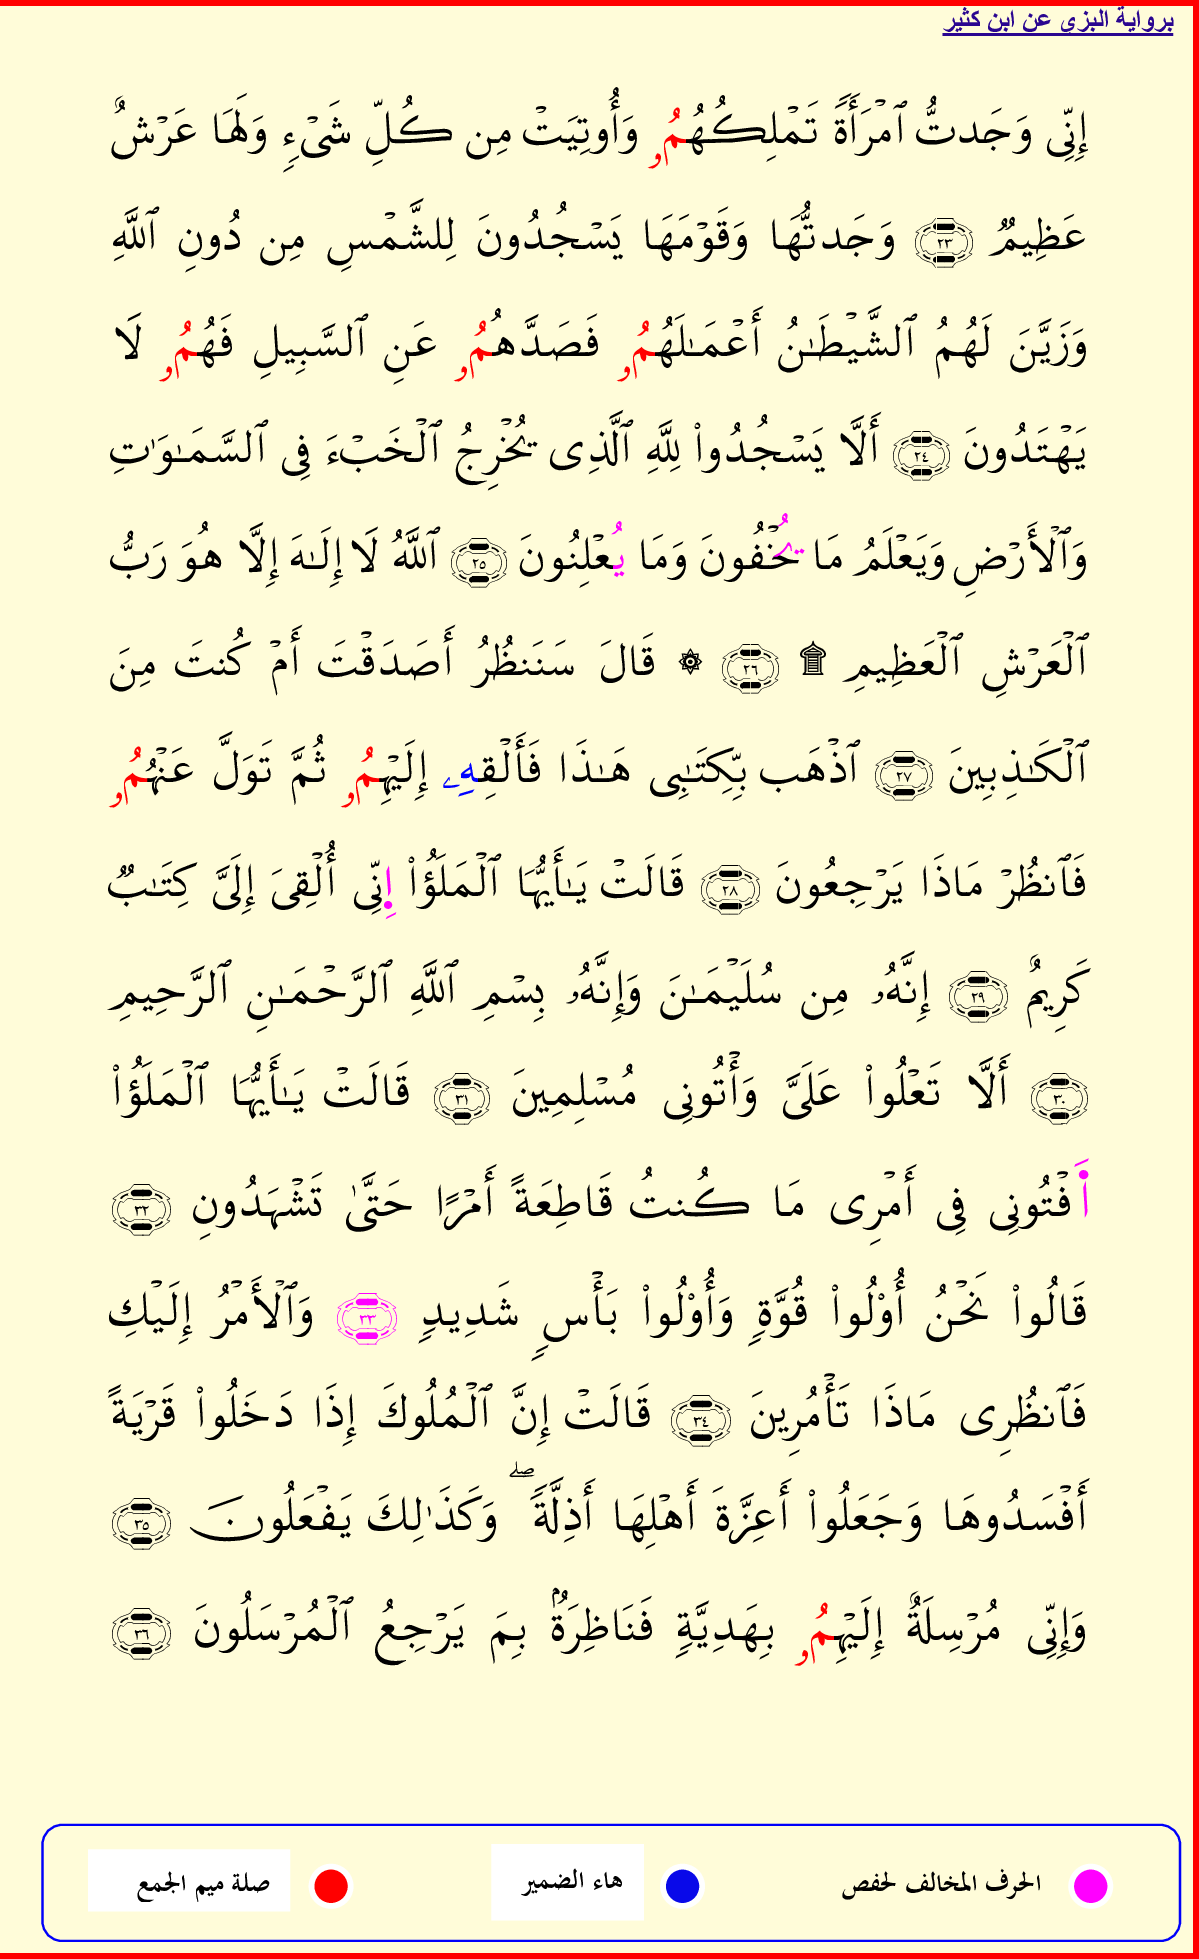 برواية البزي عن ابن كثير
إِنِّى وَجَدتُّ ٱمْرَأَةً تَمْلِكُهُمُۥ وَأُوتِيَتْ مِن كُلِّ شَىْءٍ وَلَهَا عَرْشٌ
عَظِيمٌ ٢٣ وَجَدتُّهَا وَقَوْمَهَا يَسْجُدُونَ لِلشَّمْسِ مِن دُونِ ٱللَّهِ
وَزَيَّنَ لَهُمُ ٱلشَّيْطَـٰنُ أَعْمَـٰلَهُمُۥ فَصَدَّهُمُۥ عَنِ ٱلسَّبِيلِ فَهُمُۥ لَا
يَهْتَدُونَ ٢٤ أَلَّا يَسْجُدُوا۟ لِلَّهِ ٱلَّذِى يُخْرِجُ ٱلْخَبْءَ فِى ٱلسَّمَـٰوَٰتِ
وَٱلْأَرْضِ وَيَعْلَمُ مَا يُخْفُونَ وَمَا يُعْلِنُونَ ٢٥ ٱللَّهُ لَا إِلَـٰهَ إِلَّا هُوَ رَبُّ
ٱلْعَرْشِ ٱلْعَظِيمِ ۩ ٢٦ ۞ قَالَ سَنَنظُرُ أَصَدَقْتَ أَمْ كُنتَ مِنَ
ٱلْكَـٰذِبِينَ ٢٧ ٱذْهَب بِّكِتَـٰبِى هَـٰذَا فَأَلْقِهِۦ إِلَيْهِمُۥ ثُمَّ تَوَلَّ عَنْهُمُۥ
فَٱنظُرْ مَاذَا يَرْجِعُونَ ٢٨ قَالَتْ يَـٰأَيُّهَا ٱلْمَلَؤُا۟ اِنِّى أُلْقِىَ إِلَىَّ كِتَـٰبٌ
كَرِيمٌ ٢٩ إِنَّهُۥ مِن سُلَيْمَـٰنَ وَإِنَّهُۥ بِسْمِ ٱللَّهِ ٱلرَّحْمَـٰنِ ٱلرَّحِيمِ
٣٠ أَلَّا تَعْلُوا۟ عَلَىَّ وَأْتُونِى مُسْلِمِينَ ٣١ قَالَتْ يَـٰأَيُّهَا ٱلْمَلَؤُا۟
اَفْتُونِى فِى أَمْرِى مَا كُنتُ قَاطِعَةً أَمْرًا حَتَّىٰ تَشْهَدُونِ ٣٢
قَالُوا۟ نَحْنُ أُو۟لُوا۟ قُوَّةٍ وَأُو۟لُوا۟ بَأْسٍ شَدِيدٍ ٣٣ وَٱلْأَمْرُ إِلَيْكِ
فَٱنظُرِى مَاذَا تَأْمُرِينَ ٣٤ قَالَتْ إِنَّ ٱلْمُلُوكَ إِذَا دَخَلُوا۟ قَرْيَةً
أَفْسَدُوهَا وَجَعَلُوا۟ أَعِزَّةَ أَهْلِهَا أَذِلَّةً ۖ وَكَذَٰلِكَ يَفْعَلُونَ ٣٥
وَإِنِّى مُرْسِلَةٌ إِلَيْهِمُۥ بِهَدِيَّةٍ فَنَاظِرَةٌۢ بِمَ يَرْجِعُ ٱلْمُرْسَلُونَ ٣٦
الحرف المخالف لحفص هاء الضمير صلة ميم الجمع